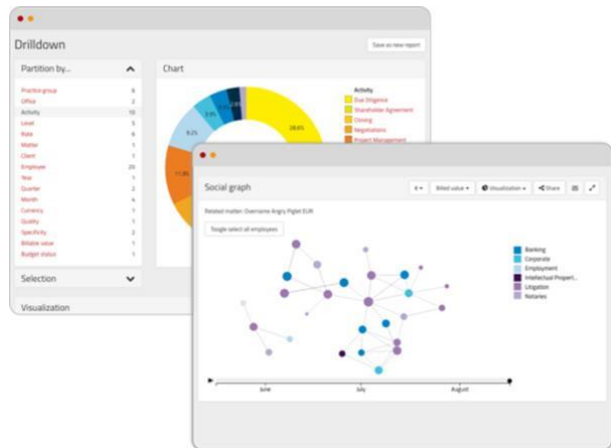 Drilldown
Save as new report
Partition by...
Practice group 6
Office 2
Activity 13
Level 5
Rate 6
Matter 1
Client 1
Employee 20
Year 1
Quarter 2
Month 4
Currency 1
Quality 1
Specificity 2
Billable value 1
Budget status 1
Selection
Visualization
Chart
28.6%
11.8%
9.2%
Activity
Due Diligence
Shareholder Agreement
Closing
Negotiations
Project Management
Social graph
€
Billed value
Visualization
Share
Related matter: Overname Angry Piglet EUR
Toogle select all employees
Banking
Corporate
Employment
Intellectual Propert...
Litigation
Notaries
June
July
August